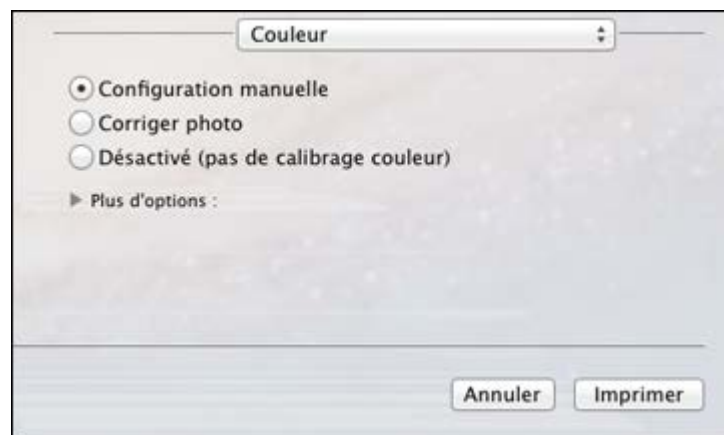 Couleur
Configuration manuelle
Corriger photo
Désactivé (pas de calibrage couleur)
Plus d'options :
Annuler Imprimer